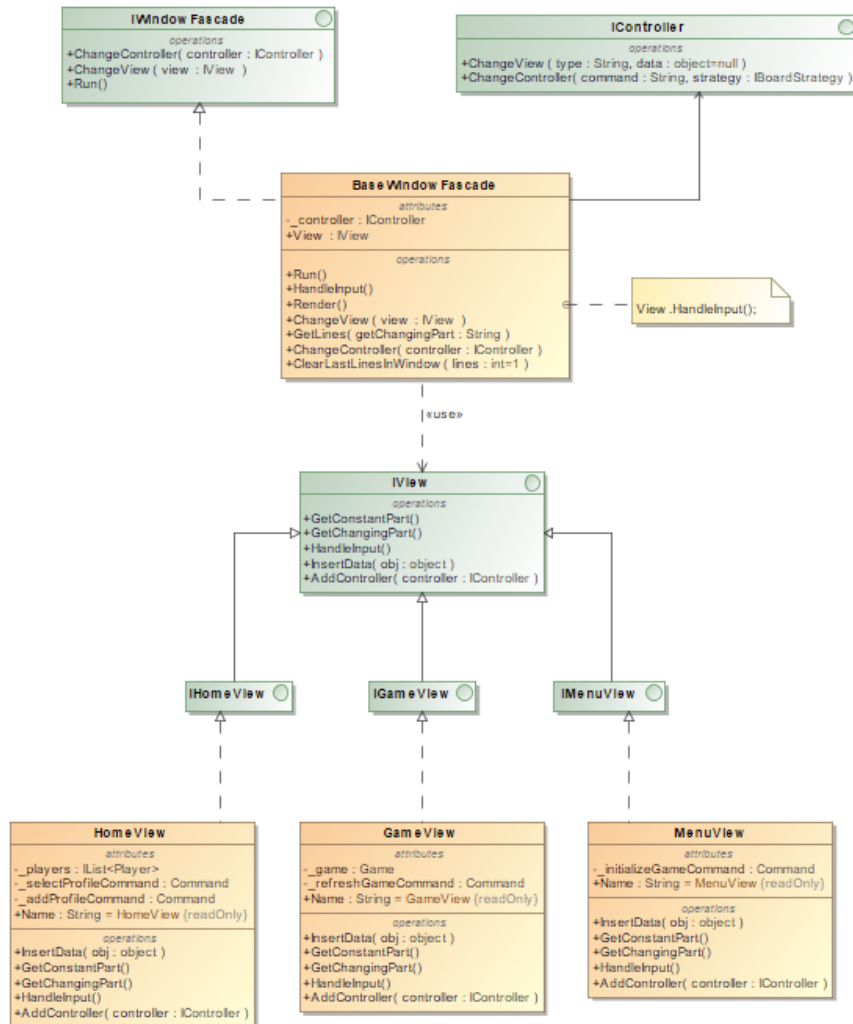 IWindow Fascade
operations
+ChangeController( controller : IController )
+ChangeView ( view : IView )
+Run()
IController
operations
+ChangeView ( type : String, data : object=null )
+ChangeController( command : String, strategy : IBoardStrategy )
BaseWindow Fascade
attributes
-_controller : IController
+View : IView
operations
+Run()
+HandleInput()
+Render()
+ChangeView ( view : IView )
+GetLines( getChangingPart : String )
+ChangeController( controller : IController )
+ClearLastLinesInWindow ( lines : int=1 )
View .HandleInput();
«use»
IView
operations
+GetConstantPart()
+GetChangingPart()
+HandleInput()
+InsertData( obj : object )
+AddController( controller : IController )
IHomeView
IGameView
IMenuView
HomeView
attributes
-_players : IList<Player>
-_selectProfileCommand : Command
-_addProfileCommand : Command
+Name : String = HomeView {readOnly}
operations
+InsertData( obj : object )
+GetConstantPart()
+GetChangingPart()
+HandleInput()
+AddController( controller : IController )
GameView
attributes
-_game : Game
-_refreshGameCommand : Command
+Name : String = GameView {readOnly}
operations
+InsertData( obj : object )
+GetConstantPart()
+GetChangingPart()
+HandleInput()
+AddController( controller : IController )
MenuView
attributes
-_initializeGameCommand : Command
+Name : String = MenuView {readOnly}
operations
+InsertData( obj : object )
+GetConstantPart()
+GetChangingPart()
+HandleInput()
+AddController( controller : IController )